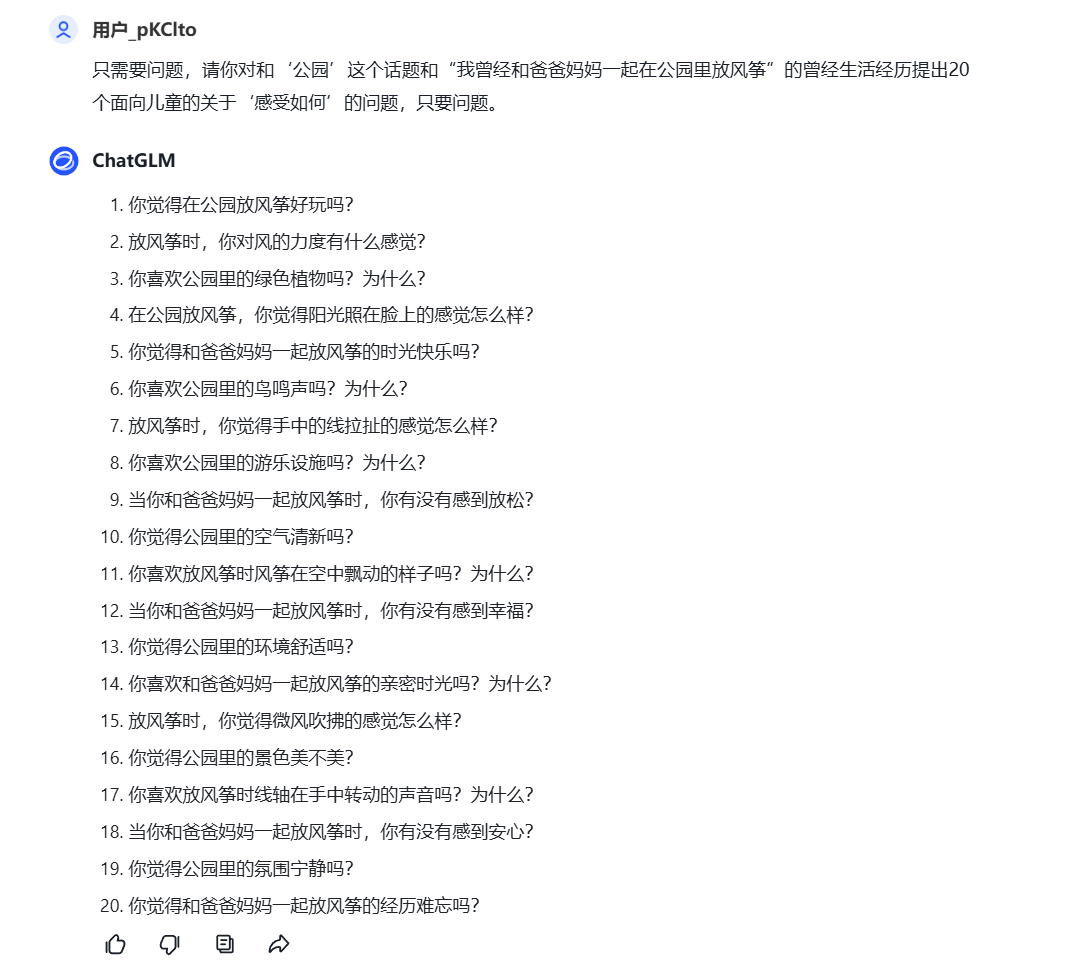 用户_pKClto
只需要问题，请你对和‘公园’这个话题和“我曾经和爸爸妈妈一起在公园里放风筝”的曾经生活经历提出20
个面向儿童的关于‘感受如何’的问题，只要问题。
ChatGLM
1. 你觉得在公园放风筝好玩吗？
2. 放风筝时，你对风的力度有什么感觉？
3. 你喜欢公园里的绿色植物吗？为什么？
4. 在公园放风筝，你觉得阳光照在脸上的感觉怎么样？
5. 你觉得和爸爸妈妈一起放风筝的时光快乐吗？
6. 你喜欢公园里的鸟鸣声吗？为什么？
7. 放风筝时，你觉得手中的线拉扯的感觉怎么样？
8. 你喜欢公园里的游乐设施吗？为什么？
9. 当你和爸爸妈妈一起放风筝时，你有没有感到放松？
10. 你觉得公园里的空气清新吗？
11. 你喜欢放风筝时风筝在空中飘动的样子吗？为什么？
12. 当你和爸爸妈妈一起放风筝时，你有没有感到幸福？
13. 你觉得公园里的环境舒适吗？
14. 你喜欢和爸爸妈妈一起放风筝的亲密时光吗？为什么？
15. 放风筝时，你觉得微风吹拂的感觉怎么样？
16. 你觉得公园里的景色美不美？
17. 你喜欢放风筝时线轴在手中转动的声音吗？为什么？
18. 当你和爸爸妈妈一起放风筝时，你有没有感到安心？
19. 你觉得公园里的氛围宁静吗？
20. 你觉得和爸爸妈妈一起放风筝的经历难忘吗？